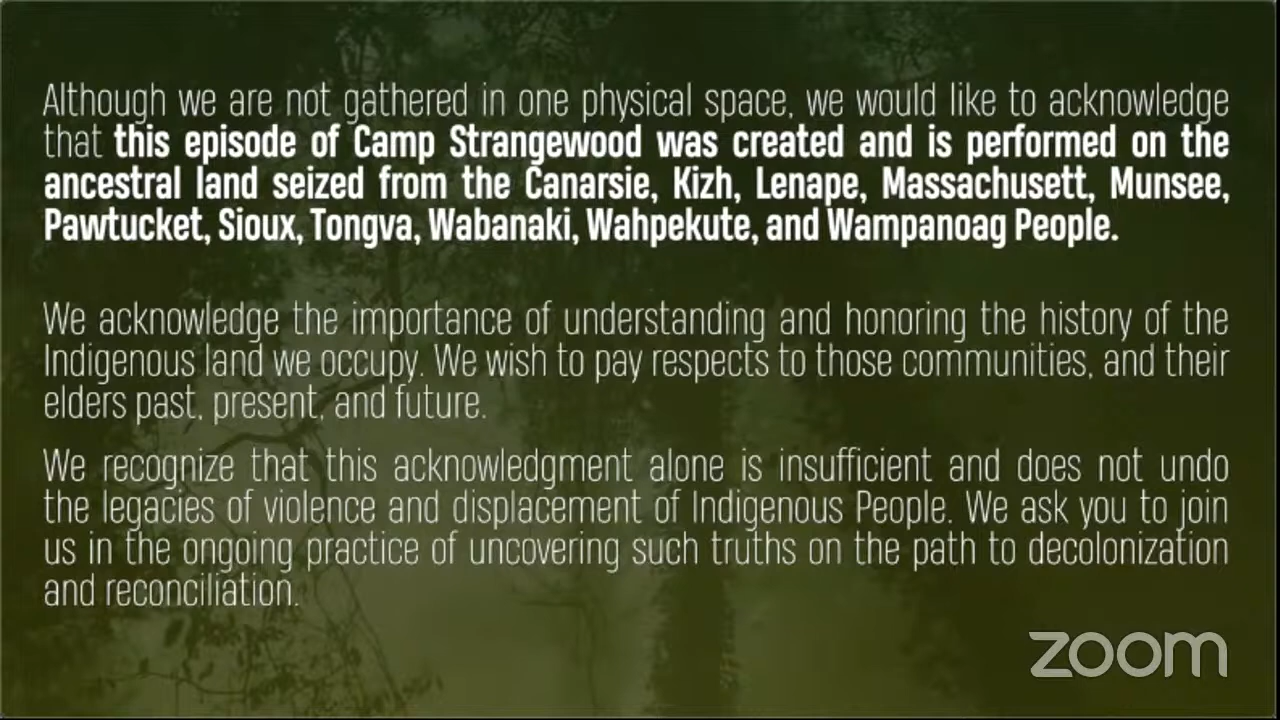 Although we are not gathered in one physical space, we would like to acknowledge
that this episode of Camp Strangewood was created and is performed on the
ancestral land seized from the Canarsie, Kizh, Lenape, Massachusett, Munsee,
Pawtucket, Sioux, Tongva, Wabanaki, Wahpekute, and Wampanoag People.
We acknowledge the importance of understanding and honoring the history of the
Indigenous land we occupy. We wish to pay respects to those communities, and their
elders past, present, and future.
We recognize that this acknowledgment alone is insufficient and does not undo
the legacies of violence and displacement of Indigenous People. We ask you to join
us in the ongoing practice of uncovering such truths on the path to decolonization
and reconciliation.
zoom